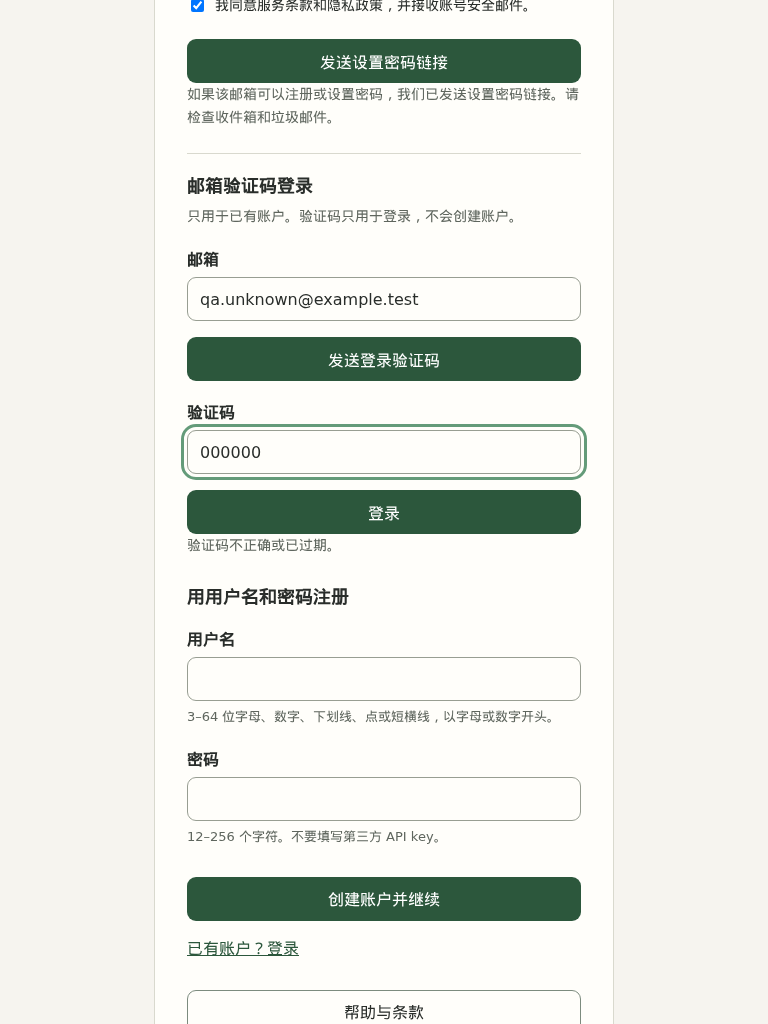 我同意服务条款和隐私政策，并接收账号安全邮件。
发送设置密码链接
如果该邮箱可以注册或设置密码，我们已发送设置密码链接。请
检查收件箱和垃圾邮件。
邮箱验证码登录
只用于已有账户。验证码只用于登录，不会创建账户。
邮箱
qa.unknown@example.test
发送登录验证码
验证码
000000
登录
验证码不正确或已过期。
用用户名和密码注册
用户名
3–64 位字母、数字、下划线、点或短横线，以字母或数字开头。
密码
12–256 个字符。不要填写第三方 API key。
创建账户并继续
已有账户？登录
帮助与条款